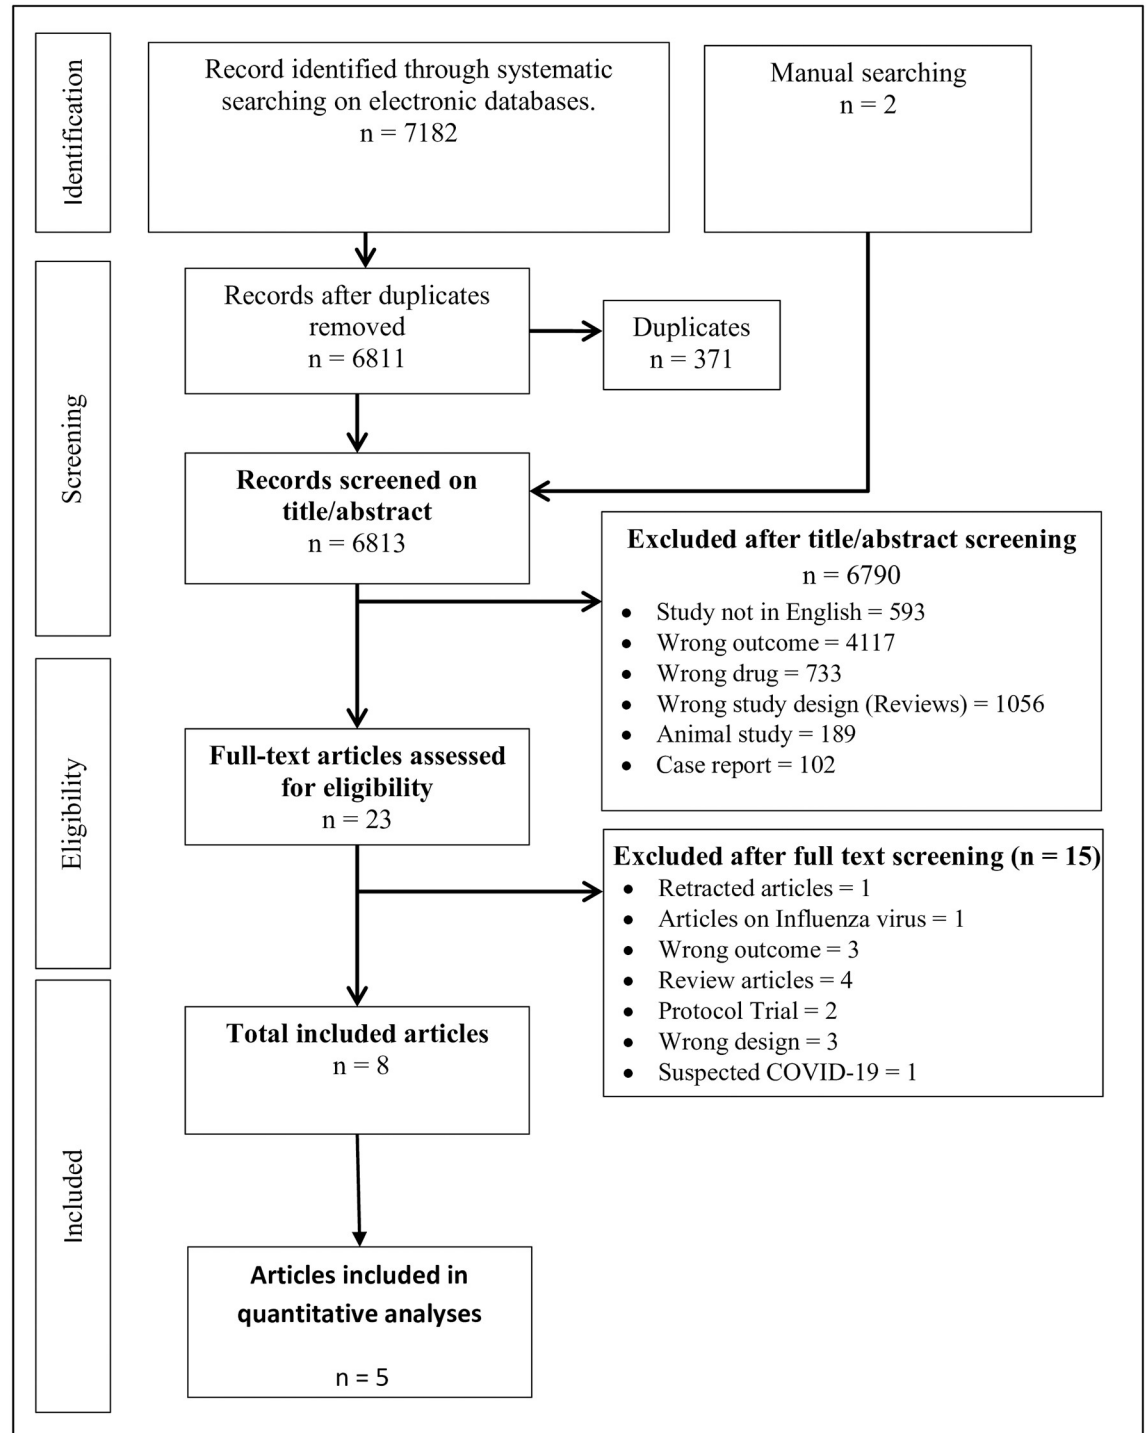 Identification
Record identified through systematic
searching on electronic databases.
n = 7182
Manual searching
n = 2
Screening
Records after duplicates
removed
n = 6811
Duplicates
n = 371
Records screened on
title/abstract
n = 6813
Excluded after title/abstract screening
n = 6790
• Study not in English = 593
• Wrong outcome = 4117
• Wrong drug = 733
• Wrong study design (Reviews) = 1056
• Animal study = 189
• Case report = 102
Eligibility
Full-text articles assessed
for eligibility
n = 23
Excluded after full text screening (n = 15)
• Retracted articles = 1
• Articles on Influenza virus = 1
• Wrong outcome = 3
• Review articles = 4
• Protocol Trial = 2
• Wrong design = 3
• Suspected COVID-19 = 1
Included
Total included articles
n = 8
Articles included in
quantitative analyses
n = 5